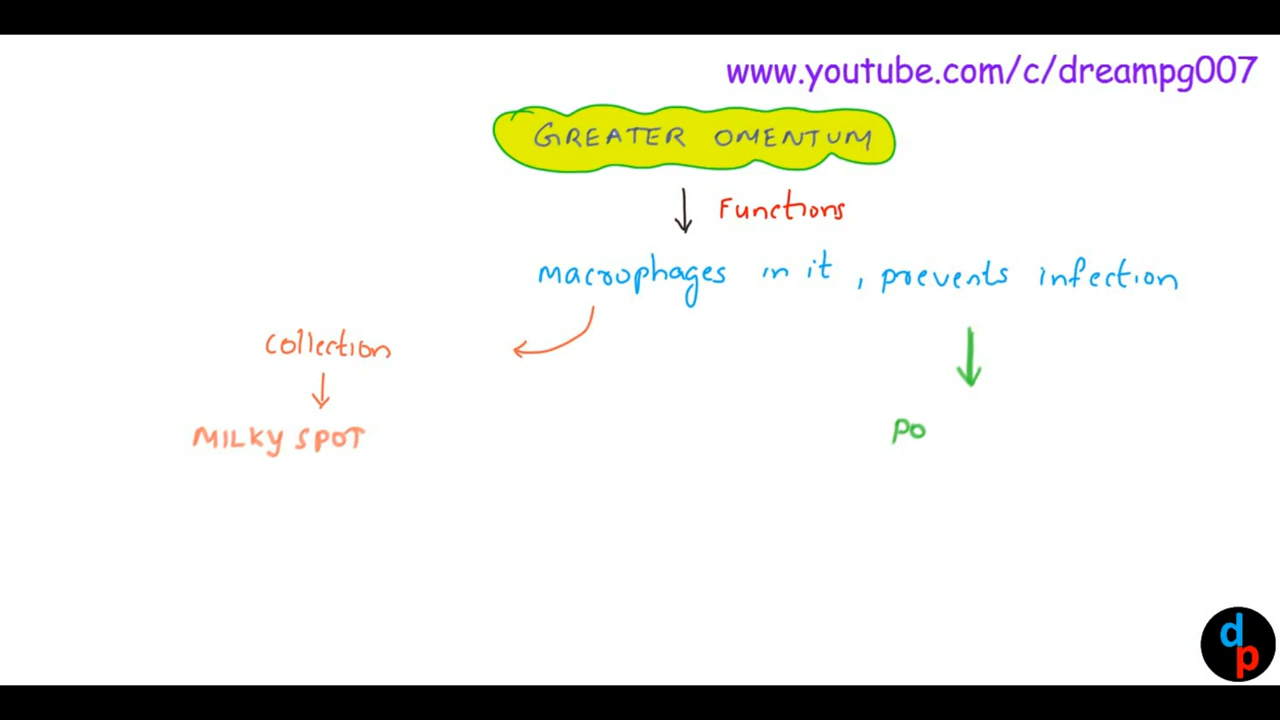 www.youtube.com/c/dreampg007
GREATER OMENTUM
Functions
macrophages in it, prevents infection
collection
MILKY SPOT
Po
dp